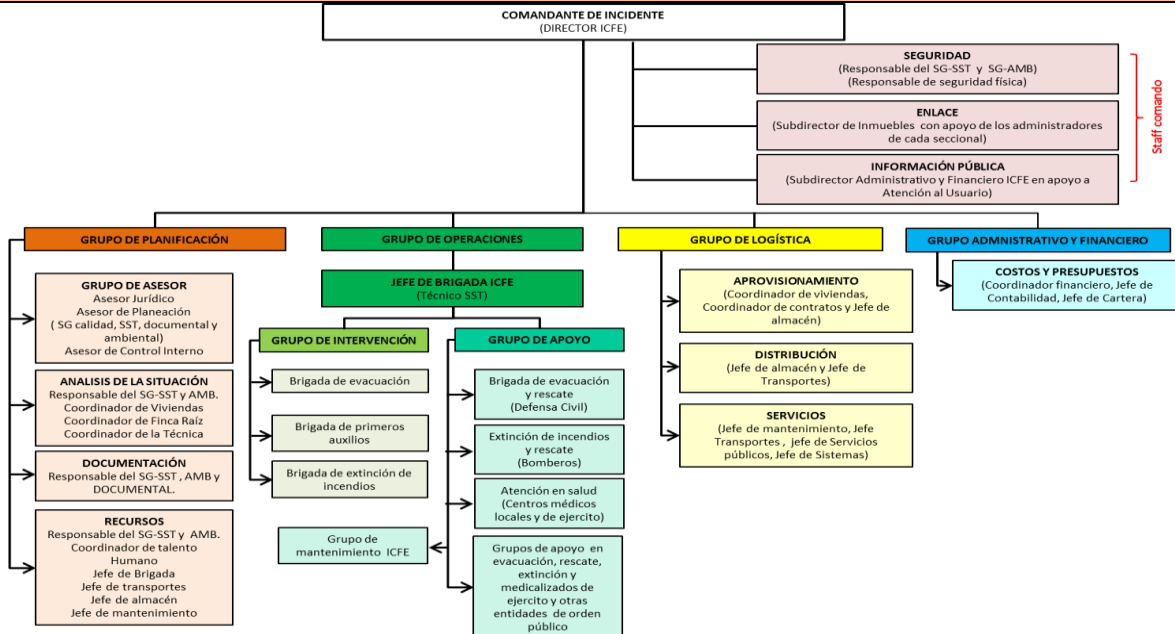 COMANDANTE DE INCIDENTE
(DIRECTOR ICFE)
SEGURIDAD
(Responsable del SG-SST y SG-AMB)
(Responsable de seguridad física)
ENLACE
(Subdirector de Inmuebles con apoyo de los administradores
de cada seccional)
INFORMACIÓN PÚBLICA
(Subdirector Administrativo y Financiero ICFE en apoyo a
Atención al Usuario)
Staff comando
GRUPO DE PLANIFICACIÓN
GRUPO DE OPERACIONES
GRUPO DE LOGÍSTICA
GRUPO ADMNISTRATIVO Y FINANCIERO
GRUPO DE ASESOR
Asesor Jurídico
Asesor de Planeación
( SG calidad, SST, documental y
ambiental)
Asesor de Control Interno
ANALISIS DE LA SITUACIÓN
Responsable del SG-SST y AMB.
Coordinador de Viviendas
Coordinador de Finca Raíz
Coordinador de la Técnica
DOCUMENTACIÓN
Responsable del SG-SST , AMB y
DOCUMENTAL.
RECURSOS
Responsable del SG-SST y AMB.
Coordinador de talento
Humano
Jefe de Brigada
Jefe de transportes
Jefe de almacén
Jefe de mantenimiento
JEFE DE BRIGADA ICFE
(Técnico SST)
GRUPO DE INTERVENCIÓN
Brigada de evacuación
Brigada de primeros
auxilios
Brigada de extinción de
incendios
Grupo de
mantenimiento ICFE
GRUPO DE APOYO
Brigada de evacuación
y rescate
(Defensa Civil)
Extinción de incendios
y rescate
(Bomberos)
Atención en salud
(Centros médicos
locales y de ejercito)
Grupos de apoyo en
evacuación, rescate,
extinción y
medicalizados de
ejercito y otras
entidades de orden
público
APROVISIONAMIENTO
(Coordinador de viviendas,
Coordinador de contratos y Jefe de
almacén)
DISTRIBUCIÓN
(Jefe de almacén y Jefe de
Transportes)
SERVICIOS
(Jefe de mantenimiento, Jefe
Transportes , jefe de Servicios
públicos, Jefe de Sistemas)
COSTOS Y PRESUPUESTOS
(Coordinador financiero, Jefe de
Contabilidad, Jefe de Cartera)